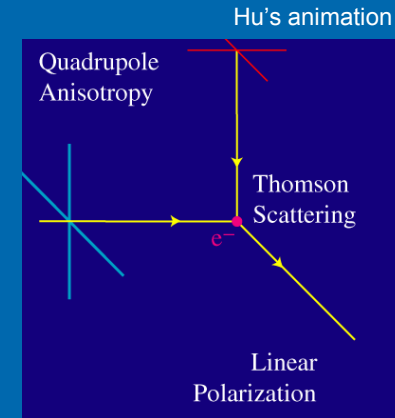 Hu's animation
Quadrupole
Anisotropy
Thomson
Scattering
e−
Linear
Polarization